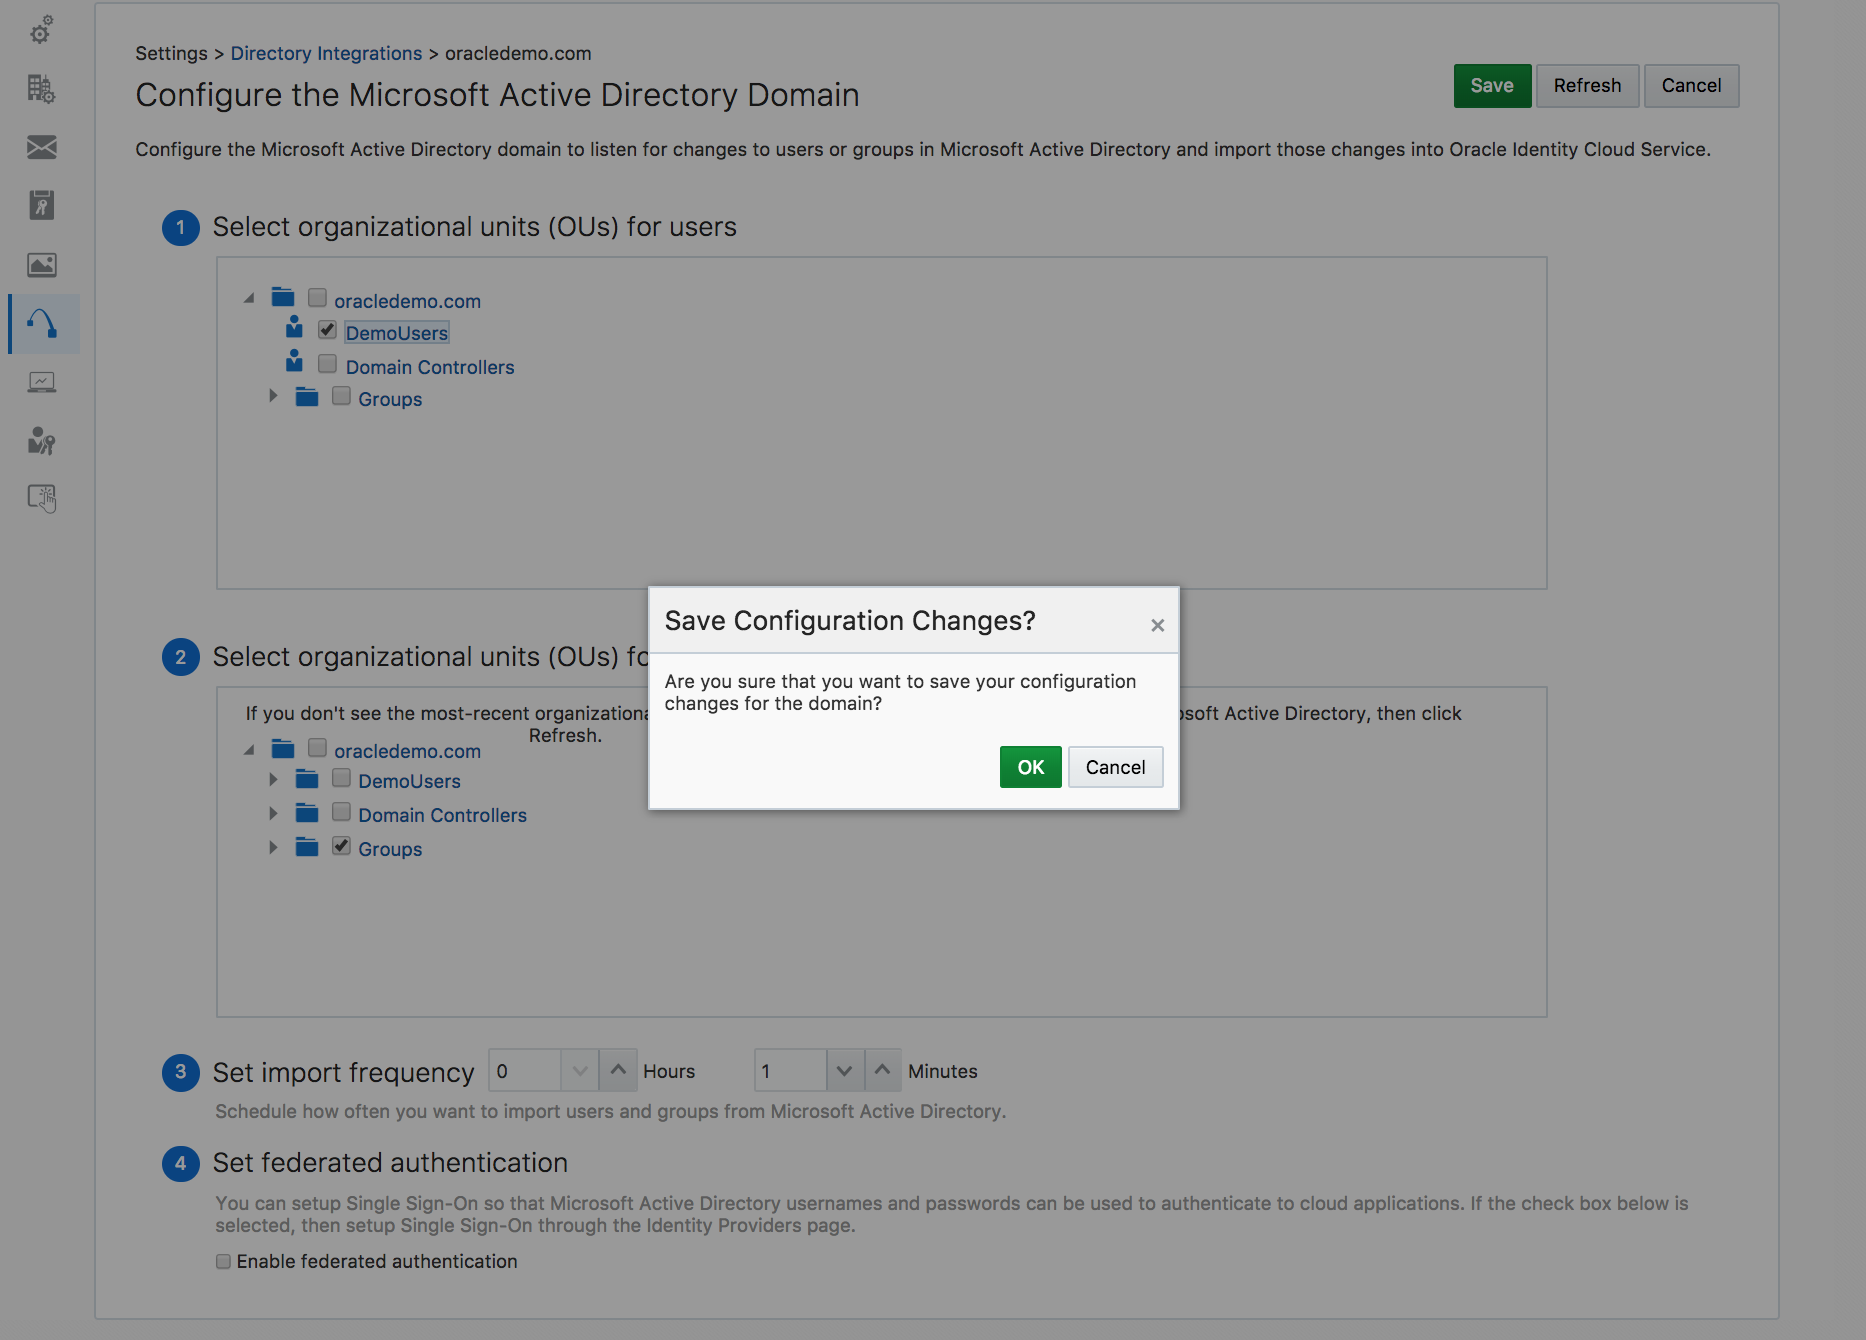 Settings > Directory Integrations > oracledemo.com
Configure the Microsoft Active Directory Domain
Save
Refresh
Cancel
Configure the Microsoft Active Directory domain to listen for changes to users or groups in Microsoft Active Directory and import those changes into Oracle Identity Cloud Service.
1 Select organizational units (OUs) for users
oracledemo.com
DemoUsers
Domain Controllers
Groups
Save Configuration Changes?
×
Are you sure that you want to save your configuration
changes for the domain?
OK
Cancel
2 Select organizational units (OUs)
If you don't see the most-recent Active Directory, then click
Refresh.
oracledemo.com
DemoUsers
Domain Controllers
Groups
3 Set import frequency 0 Hours 1 Minutes
Schedule how often you want to import users and groups from Microsoft Active Directory.
4 Set federated authentication
You can setup Single Sign-On so that Microsoft Active Directory usernames and passwords can be used to authenticate to cloud applications. If the check box below is
selected, then setup Single Sign-On through the Identity Providers page.
Enable federated authentication